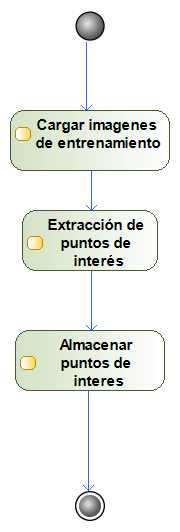 Cargar imagenes
de entrenamiento
Extracción de
puntos de
interés
Almacenar
puntos de
interes